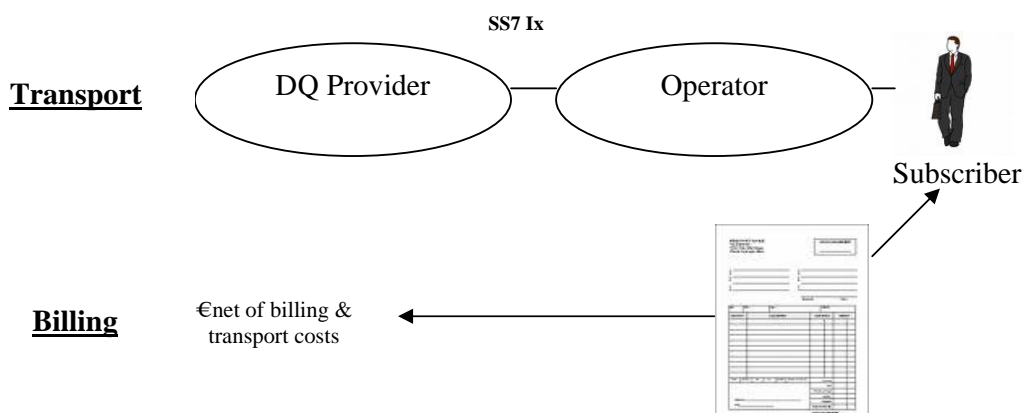 SS7 Ix
Transport
DQ Provider
Operator
Subscriber
Billing
€net of billing &
transport costs